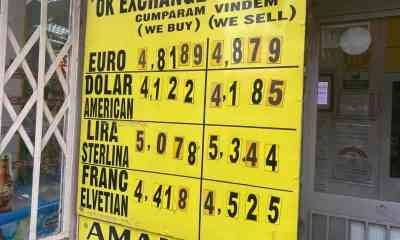 "OK EXCHANGE
CUMPARAM VINDEM
(WE BUY) (WE SELL)
EURO 4,8189 4,879
DOLAR AMERICAN 4,122 4,185
LIRA STERLINA 5,078 5,344
FRANC ELVETIAN 4,418 4,525